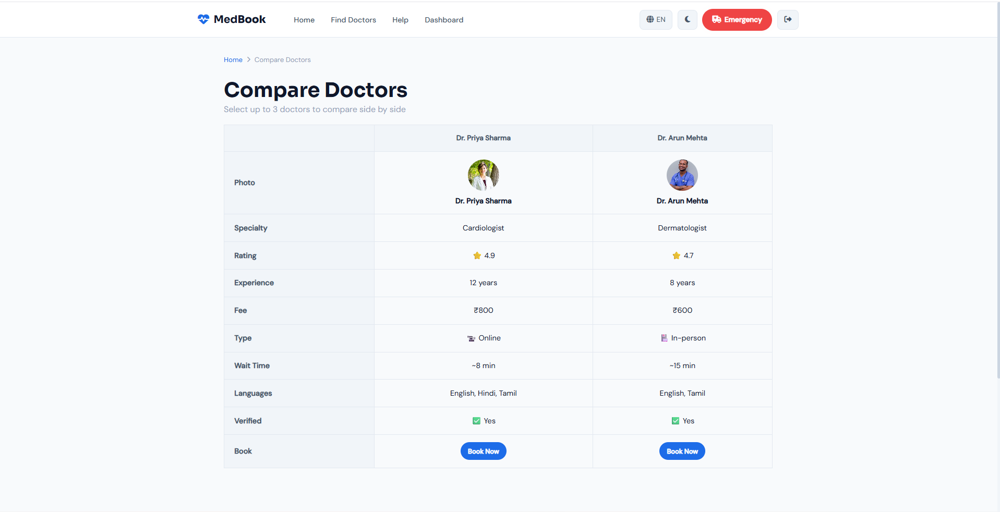 MedBook Home Find Doctors Help Dashboard EN Emergency
Home > Compare Doctors
Compare Doctors
Select up to 3 doctors to compare side by side
Dr. Priya Sharma Dr. Arun Mehta
Photo Dr. Priya Sharma Dr. Arun Mehta
Specialty Cardiologist Dermatologist
Rating ⭐ 4.9 ⭐ 4.7
Experience 12 years 8 years
Fee ₹800 ₹600
Type Online In-person
Wait Time ~8 min ~15 min
Languages English, Hindi, Tamil English, Tamil
Verified ✅ Yes ✅ Yes
Book Book Now Book Now